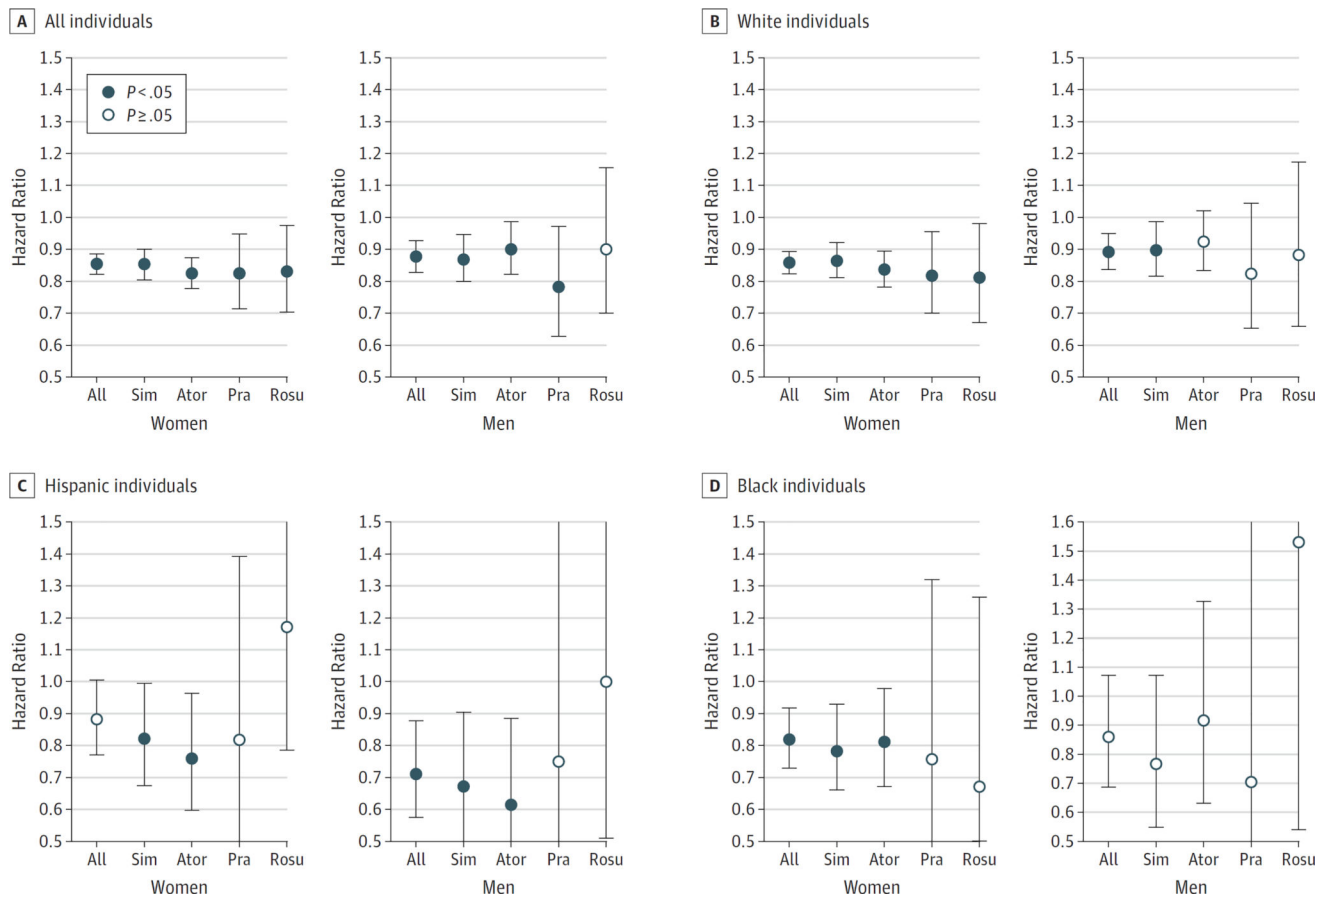 A All individuals
1.5
1.4
1.3
1.2
1.1
1.0
0.9
0.8
0.7
0.6
0.5
Hazard Ratio
P < .05
P ≥ .05
All Sim Ator Pra Rosu
Women
1.5
1.4
1.3
1.2
1.1
1.0
0.9
0.8
0.7
0.6
0.5
Hazard Ratio
All Sim Ator Pra Rosu
Men
B White individuals
1.5
1.4
1.3
1.2
1.1
1.0
0.9
0.8
0.7
0.6
0.5
Hazard Ratio
All Sim Ator Pra Rosu
Women
1.5
1.4
1.3
1.2
1.1
1.0
0.9
0.8
0.7
0.6
0.5
Hazard Ratio
All Sim Ator Pra Rosu
Men
C Hispanic individuals
1.5
1.4
1.3
1.2
1.1
1.0
0.9
0.8
0.7
0.6
0.5
Hazard Ratio
All Sim Ator Pra Rosu
Women
1.5
1.4
1.3
1.2
1.1
1.0
0.9
0.8
0.7
0.6
0.5
Hazard Ratio
All Sim Ator Pra Rosu
Men
D Black individuals
1.5
1.4
1.3
1.2
1.1
1.0
0.9
0.8
0.7
0.6
0.5
Hazard Ratio
All Sim Ator Pra Rosu
Women
1.6
1.5
1.4
1.3
1.2
1.1
1.0
0.9
0.8
0.7
0.6
0.5
Hazard Ratio
All Sim Ator Pra Rosu
Men